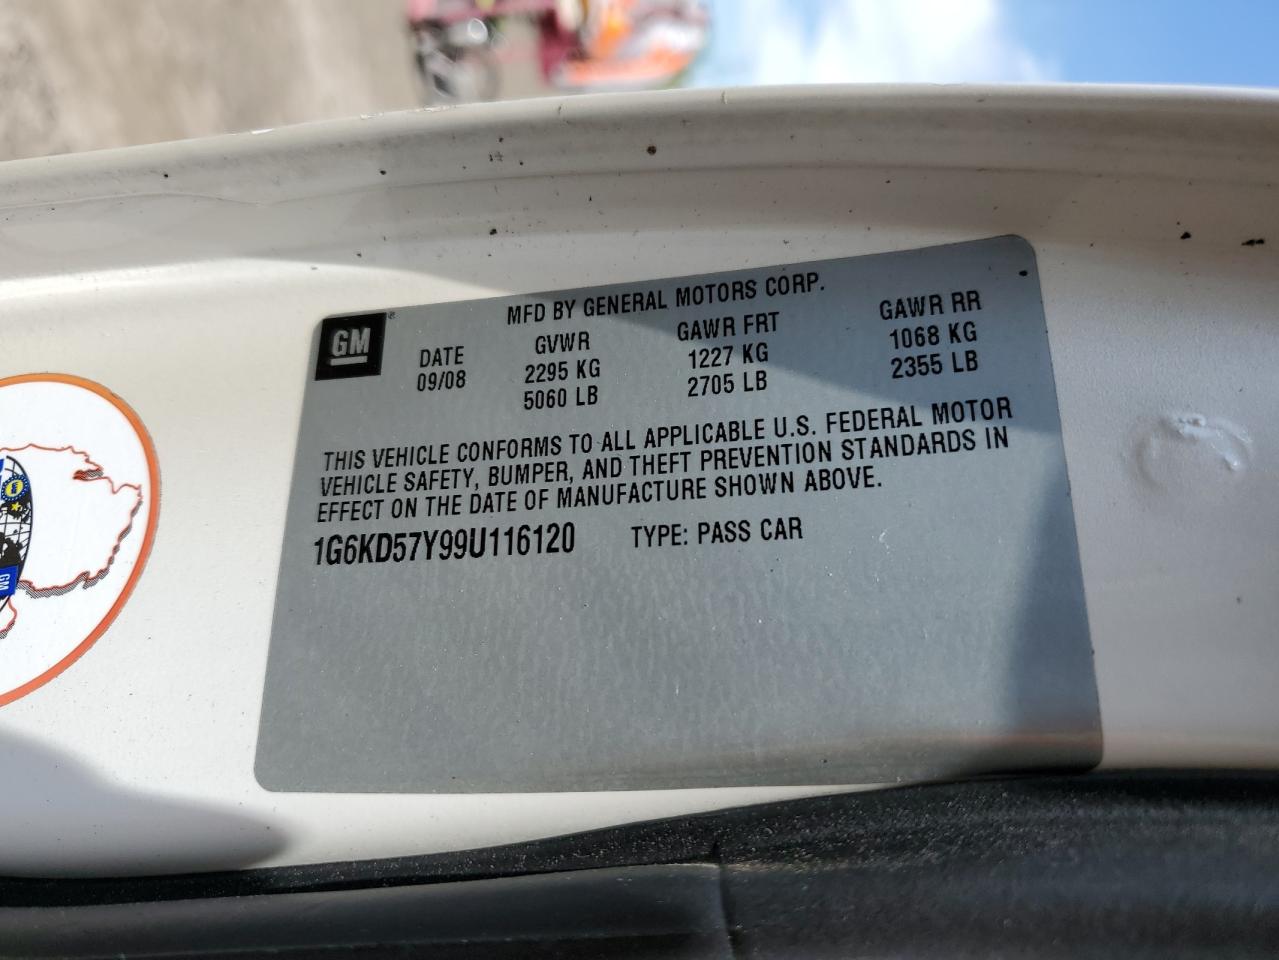 MFD BY GENERAL MOTORS CORP.
GM
DATE GVWR GAWR FRT GAWR RR
09/08 2295 KG 1227 KG 1068 KG
5060 LB 2705 LB 2355 LB
THIS VEHICLE CONFORMS TO ALL APPLICABLE U.S. FEDERAL MOTOR
VEHICLE SAFETY, BUMPER, AND THEFT PREVENTION STANDARDS IN
EFFECT ON THE DATE OF MANUFACTURE SHOWN ABOVE.
1G6KD57Y99U116120 TYPE: PASS CAR
GM